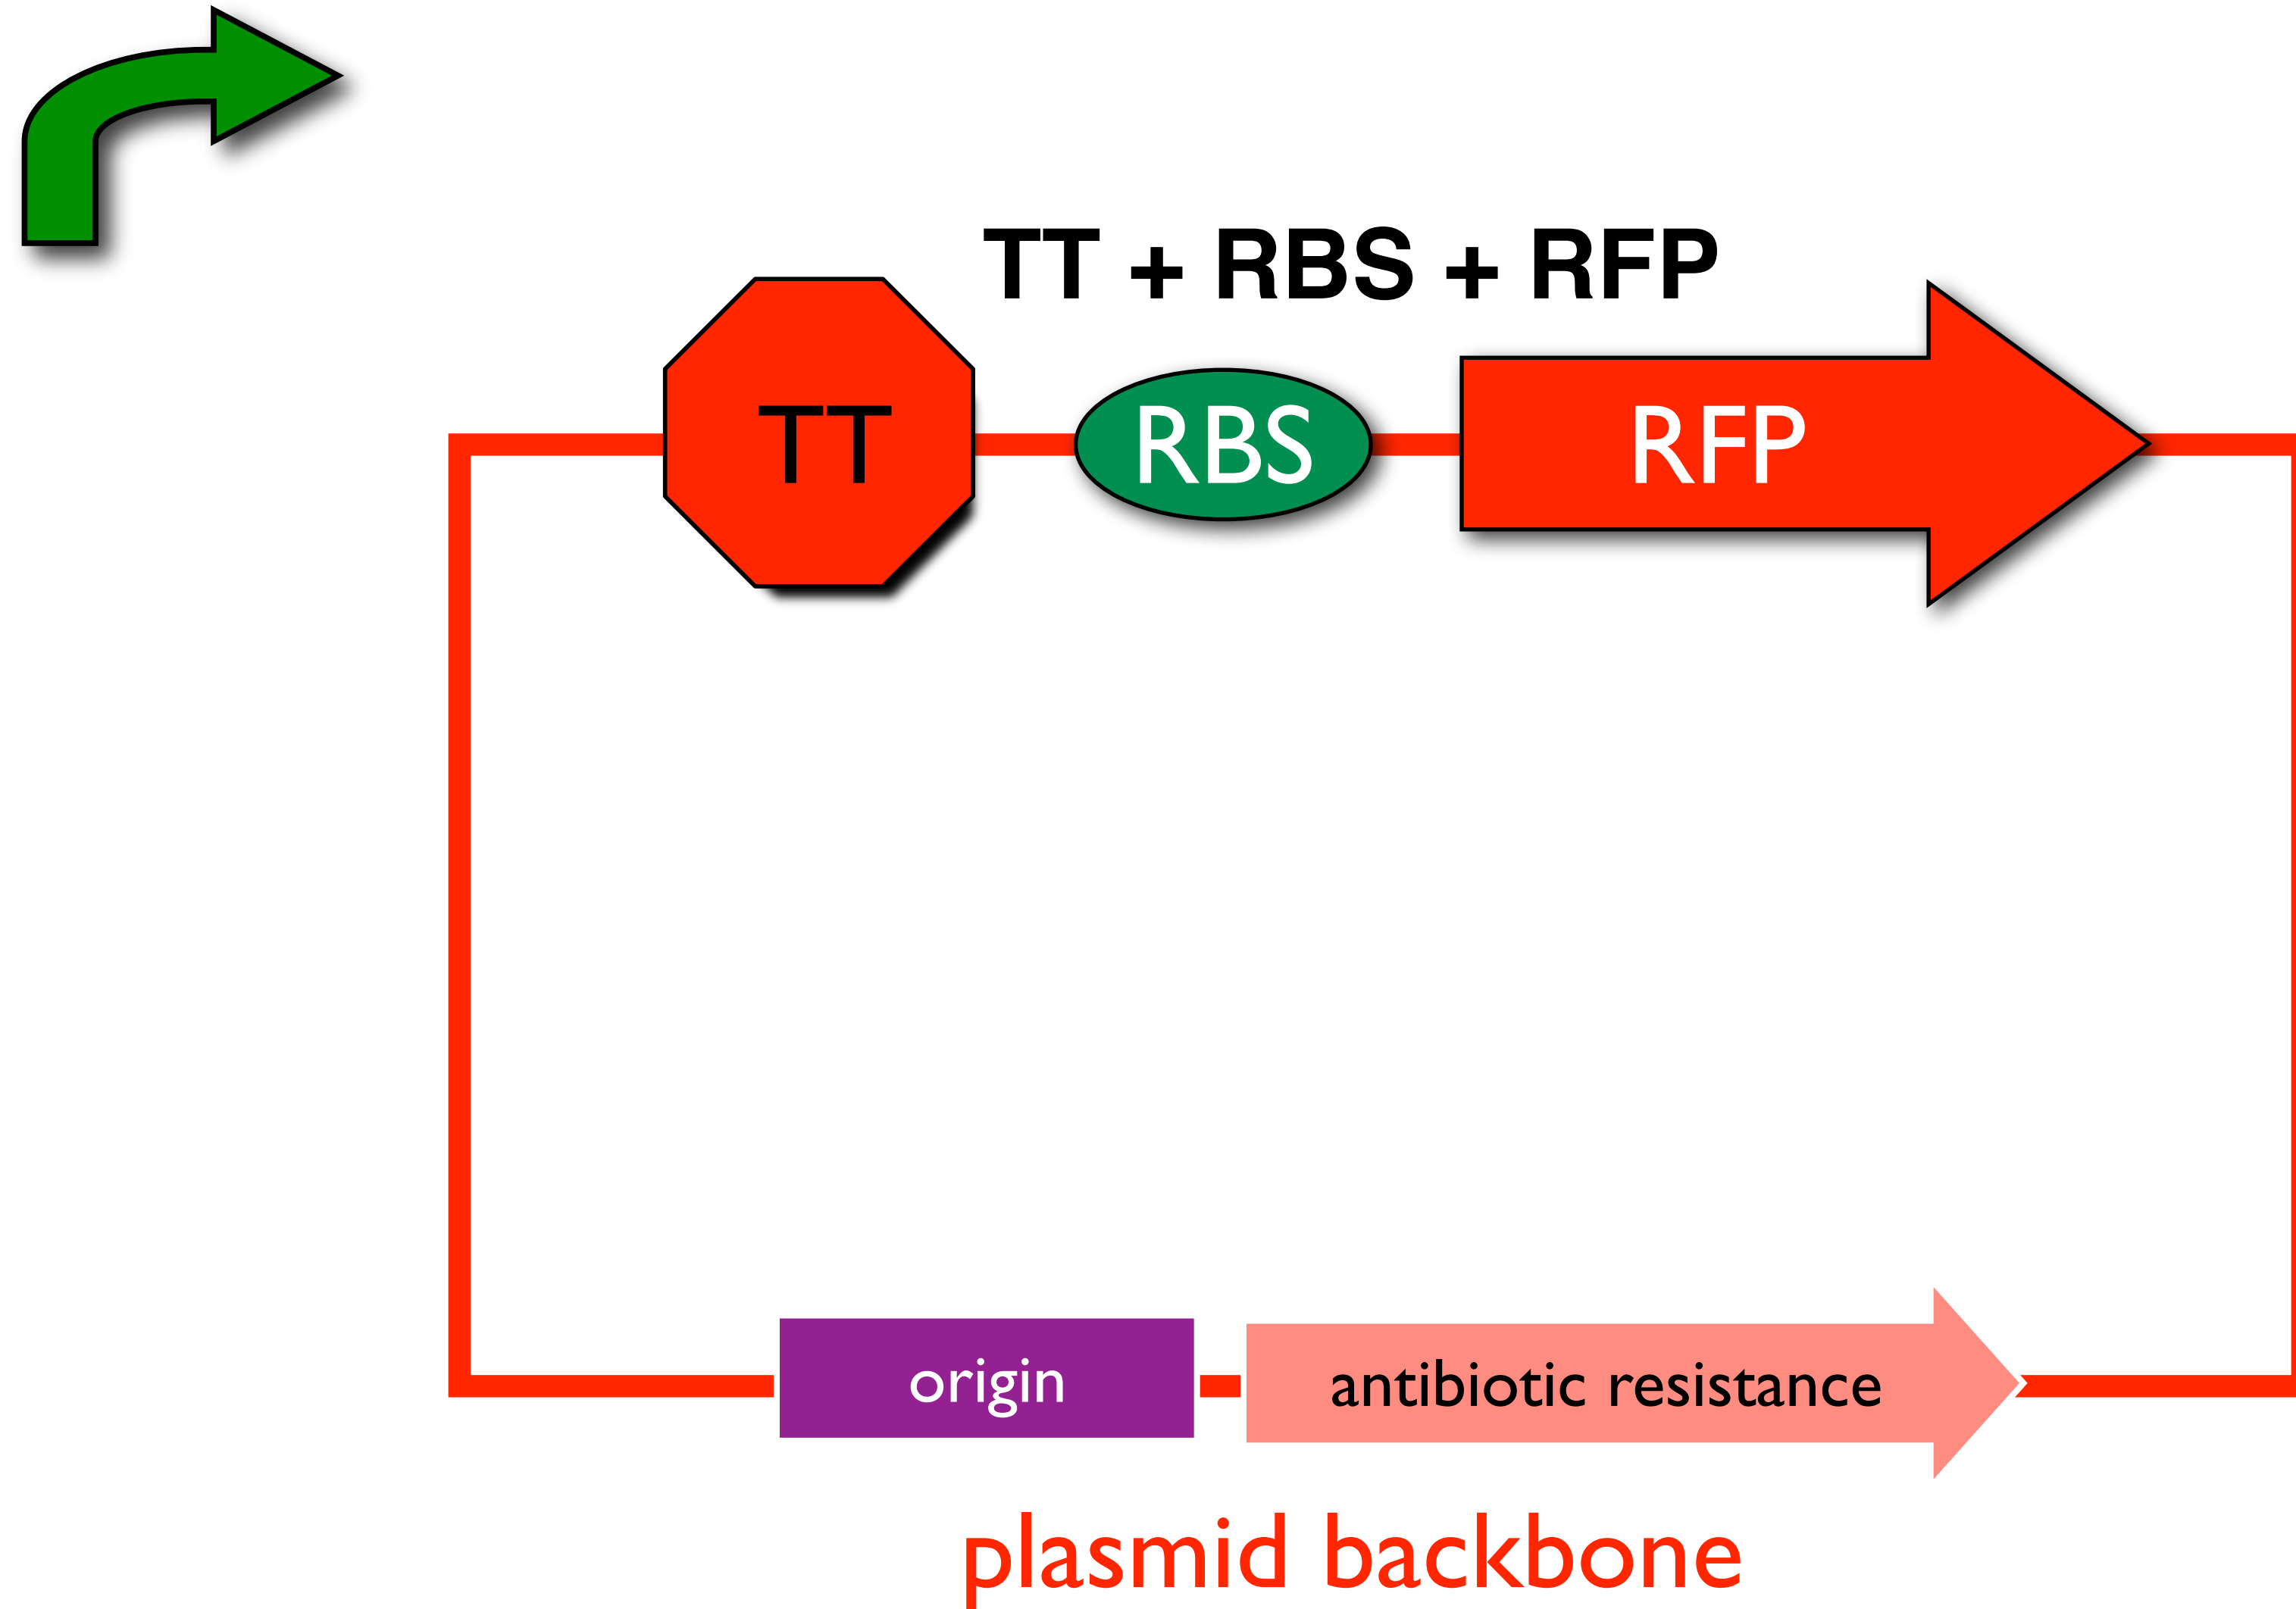 TT + RBS + RFP
TT
RBS
RFP
origin
antibiotic resistance
plasmid backbone